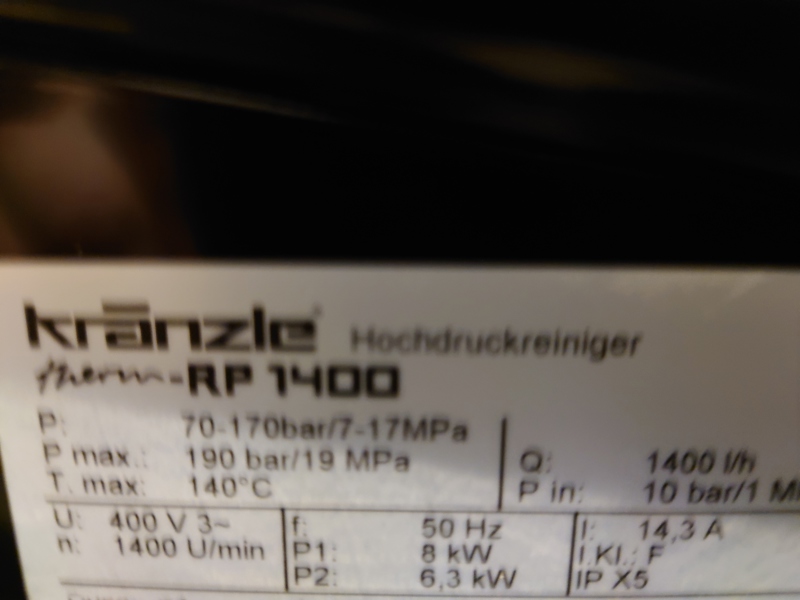 kränzle® Hochdruckreiniger
therm-RP 1400
P: 70-170bar/7-17MPa
P max.: 190 bar/19 MPa
T. max: 140°C
Q: 1400 l/h
P in: 10 bar/1 M
U: 400 V 3~
n: 1400 U/min
f: 50 Hz
P1: 8 kW
P2: 6,3 kW
I: 14,3 A
I.Kl.: F
IP X5